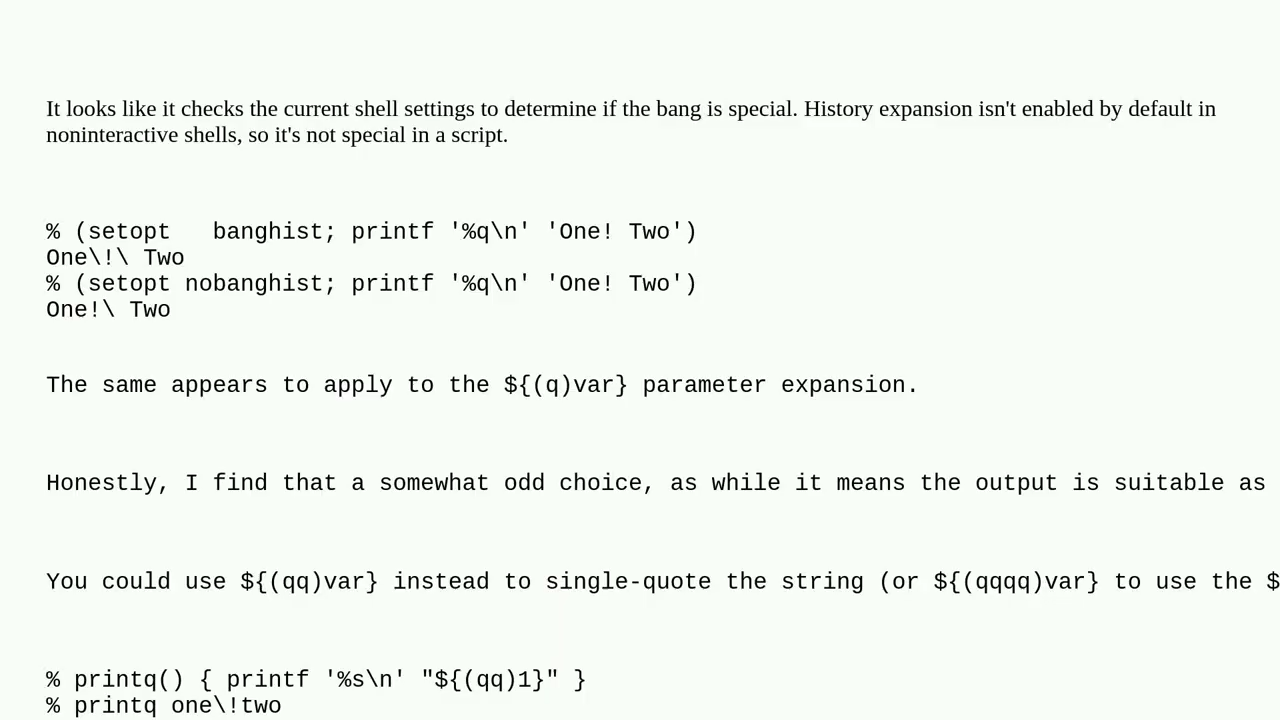 It looks like it checks the current shell settings to determine if the bang is special. History expansion isn't enabled by default in
noninteractive shells, so it's not special in a script.
% (setopt   banghist; printf '%q\n' 'One! Two')
One\!\ Two
% (setopt nobanghist; printf '%q\n' 'One! Two')
One!\ Two
The same appears to apply to the ${(q)var} parameter expansion.
Honestly, I find that a somewhat odd choice, as while it means the output is suitable as
You could use ${(qq)var} instead to single-quote the string (or ${(qqqq)var} to use the $
% printq() { printf '%s\n' "${(qq)1}" }
% printq one\!two